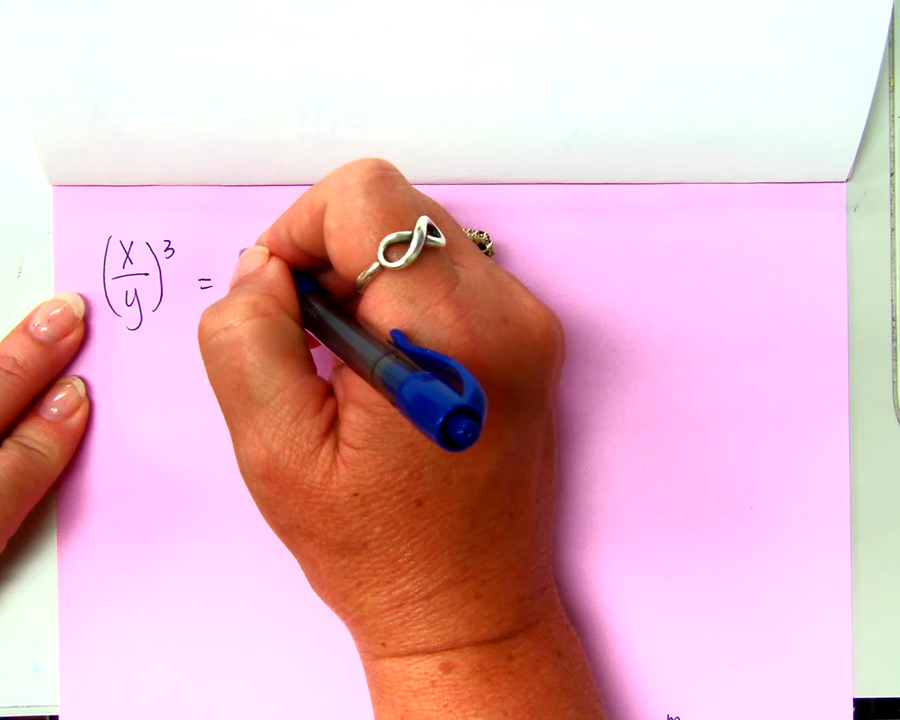 (x/y)³ =